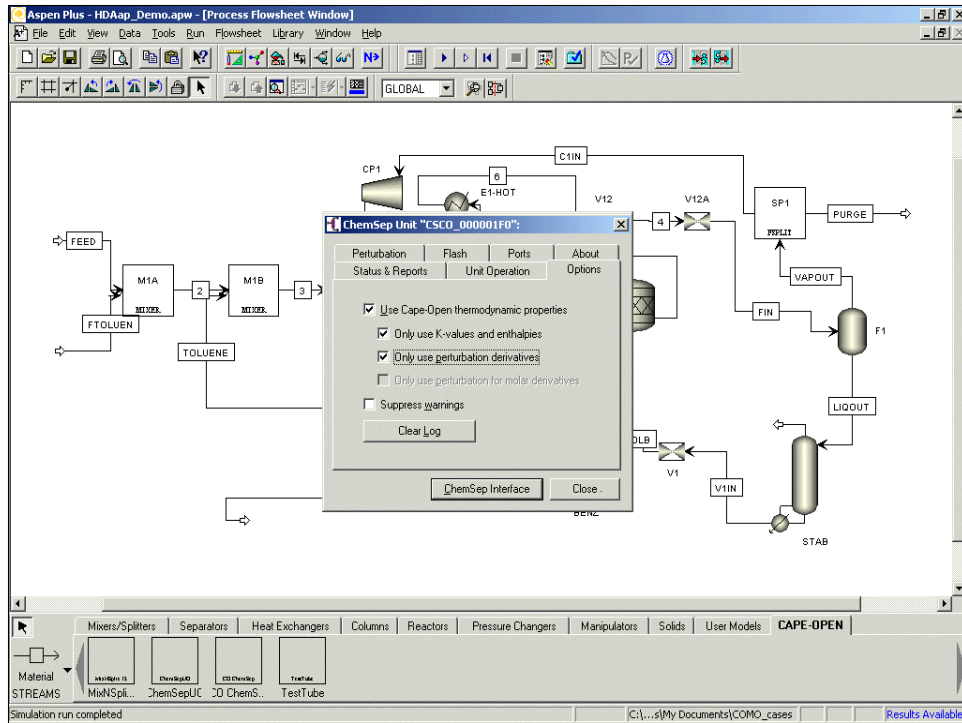 Aspen Plus - HDAap_Demo.apw - [Process Flowsheet Window]
File Edit View Data Tools Run Flowsheet Library Window Help
N>
GLOBAL
C1IN
CP1
6
E1-HOT
V12
V12A
4
SP1
FSPLIT
PURGE
FEED
M1A
MIXER
2
M1B
MIXER
3
VAPOUT
FIN
F1
FTOLUEN
TOLUENE
LIQOUT
OLB
V1
V1IN
BENZ
STAB
ChemSep Unit "CSCO_000001F0":
Perturbation Flash Ports About
Status & Reports Unit Operation Options
Use Cape-Open thermodynamic properties
Only use K-values and enthalpies
Only use perturbation derivatives
Only use perturbation for molar derivatives
Suppress warnings
Clear Log
ChemSep Interface Close .
Mixers/Splitters Separators Heat Exchangers Columns Reactors Pressure Changers Manipulators Solids User Models CAPE-OPEN
ChemSepUO CO ChemSep TestTube
Material
STREAMS MixNSpli... ChemSepUO CO ChemS... TestTube
Simulation run completed C:\...s\My Documents\COMO_cases Results Available